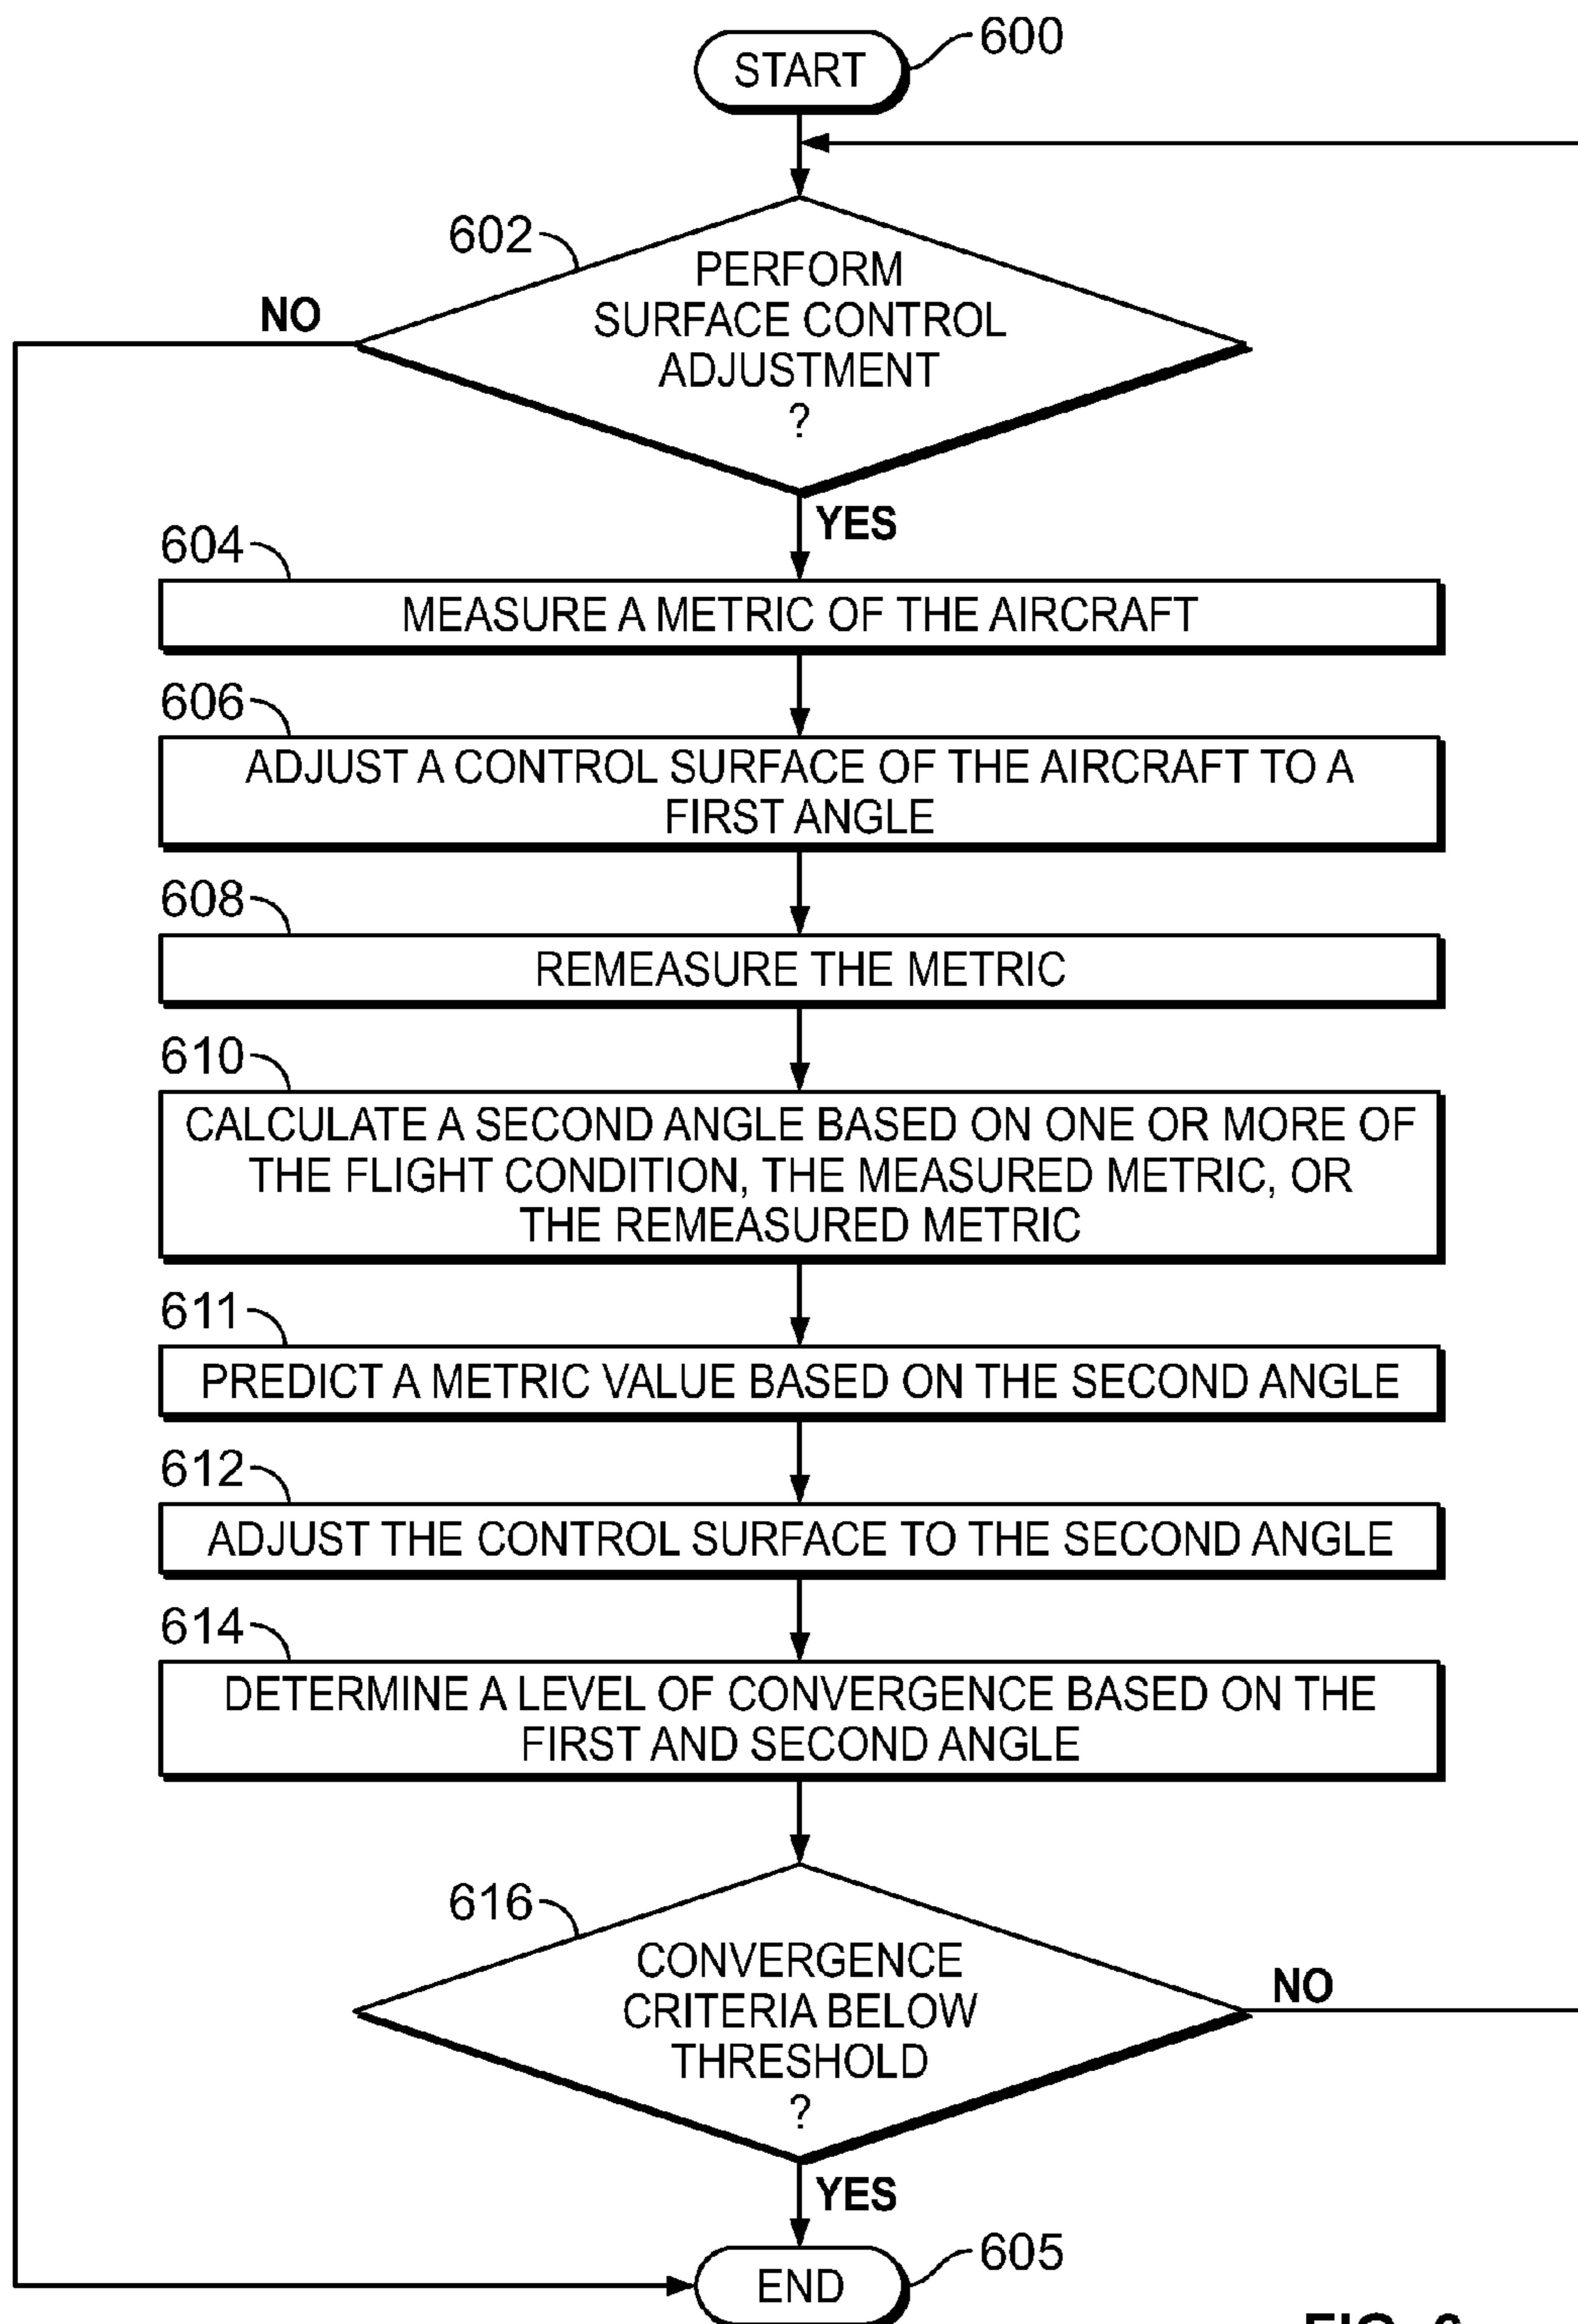 START
600
602
PERFORM
SURFACE CONTROL
ADJUSTMENT
?
NO
YES
604
MEASURE A METRIC OF THE AIRCRAFT
606
ADJUST A CONTROL SURFACE OF THE AIRCRAFT TO A
FIRST ANGLE
608
REMEASURE THE METRIC
610
CALCULATE A SECOND ANGLE BASED ON ONE OR MORE OF
THE FLIGHT CONDITION, THE MEASURED METRIC, OR
THE REMEASURED METRIC
611
PREDICT A METRIC VALUE BASED ON THE SECOND ANGLE
612
ADJUST THE CONTROL SURFACE TO THE SECOND ANGLE
614
DETERMINE A LEVEL OF CONVERGENCE BASED ON THE
FIRST AND SECOND ANGLE
616
CONVERGENCE
CRITERIA BELOW
THRESHOLD
?
NO
YES
END
605